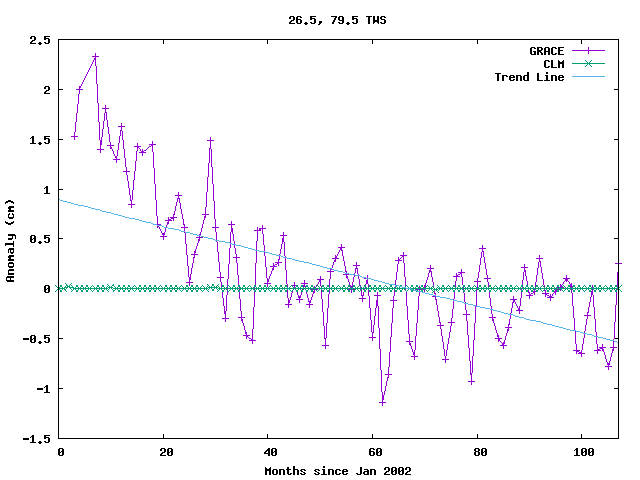 26.5, 79.5 TWS
GRACE
CLM
Trend Line
2.5
2
1.5
1
0.5
0
-0.5
-1
-1.5
Anomaly (cm)
0 20 40 60 80 100
Months since Jan 2002